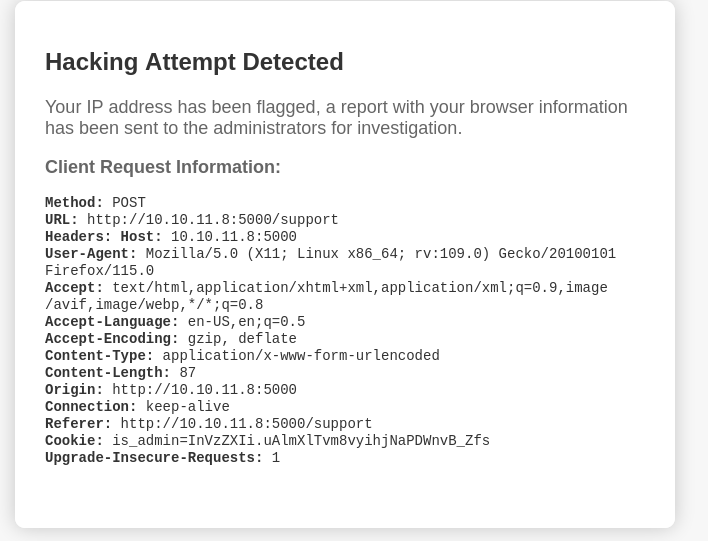 Hacking Attempt Detected
Your IP address has been flagged, a report with your browser information
has been sent to the administrators for investigation.
Client Request Information:
Method: POST
URL: http://10.10.11.8:5000/support
Headers: Host: 10.10.11.8:5000
User-Agent: Mozilla/5.0 (X11; Linux x86_64; rv:109.0) Gecko/20100101
Firefox/115.0
Accept: text/html,application/xhtml+xml,application/xml;q=0.9,image
/avif,image/webp,*/*;q=0.8
Accept-Language: en-US,en;q=0.5
Accept-Encoding: gzip, deflate
Content-Type: application/x-www-form-urlencoded
Content-Length: 87
Origin: http://10.10.11.8:5000
Connection: keep-alive
Referer: http://10.10.11.8:5000/support
Cookie: is_admin=InVzZXIi.uAlmXlTvm8vyihjNaPDWnvB_Zfs
Upgrade-Insecure-Requests: 1